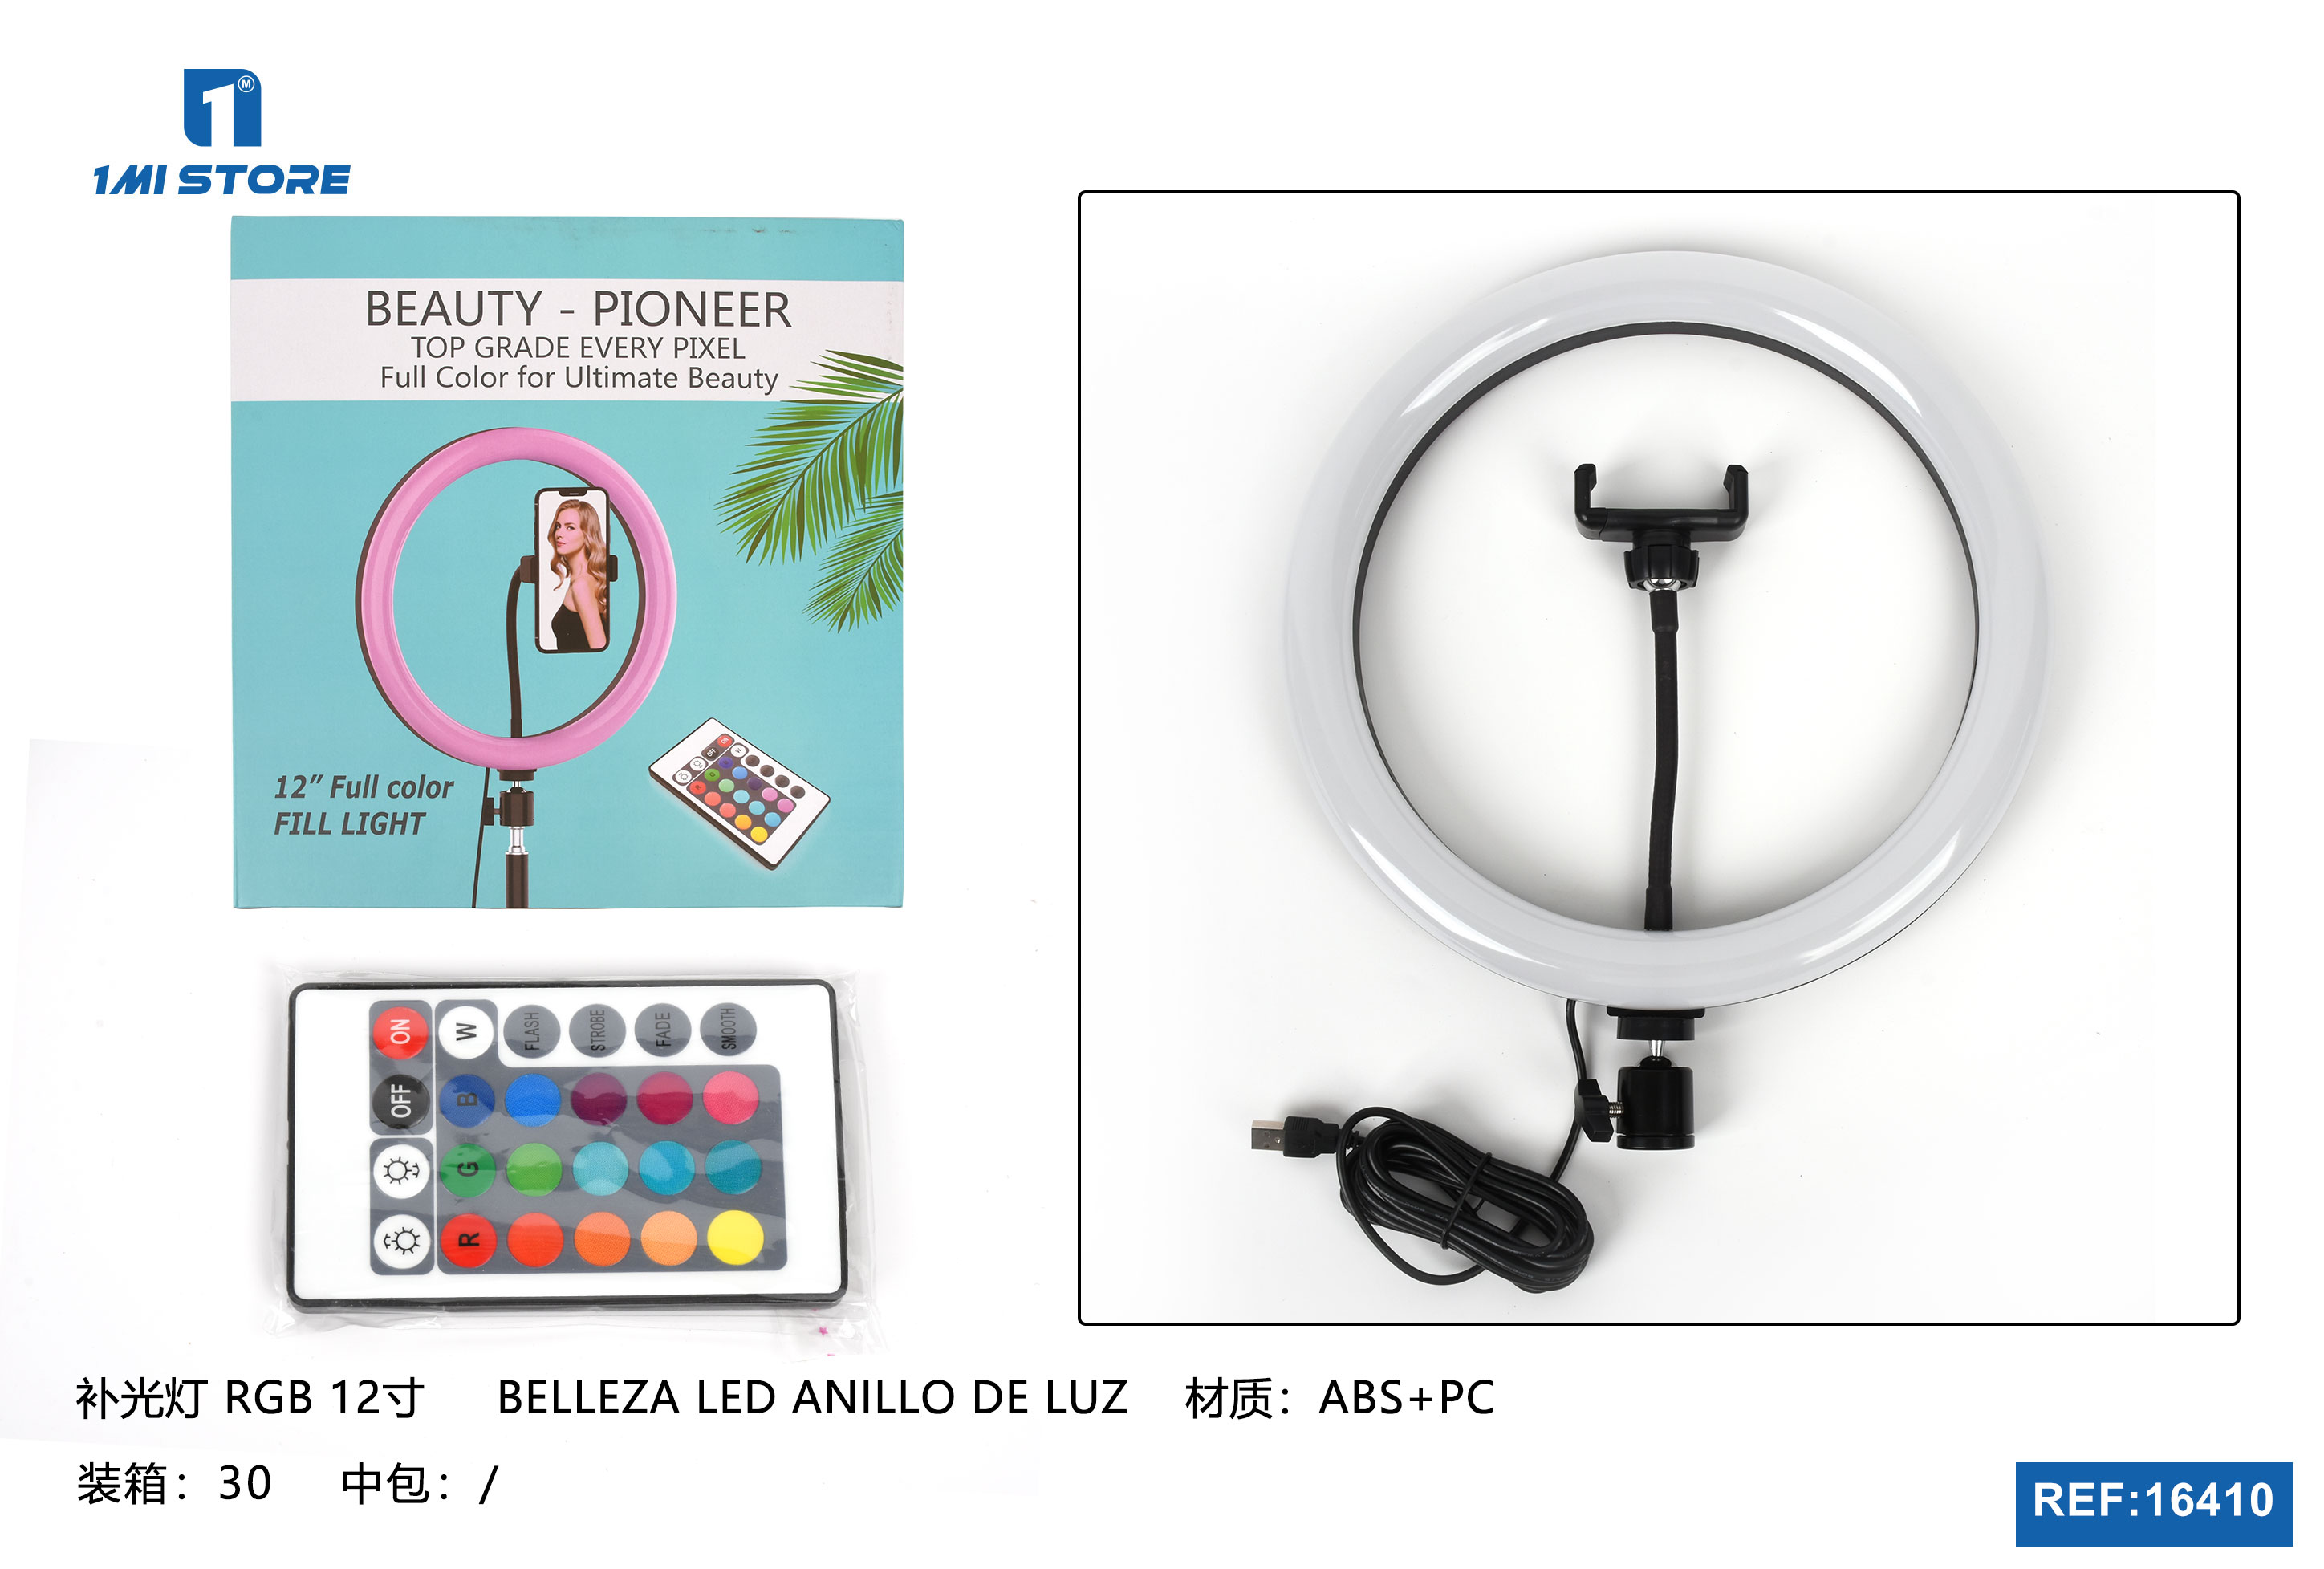 1
M
1MI STORE
BEAUTY - PIONEER
TOP GRADE EVERY PIXEL
Full Color for Ultimate Beauty
12" Full color
FILL LIGHT
ON
W
FLASH
STROBE
FADE
SMOOTH
OFF
B
G
R
补光灯 RGB 12寸 BELLEZA LED ANILLO DE LUZ 材质：ABS+PC
装箱：30 中包：/
REF:16410